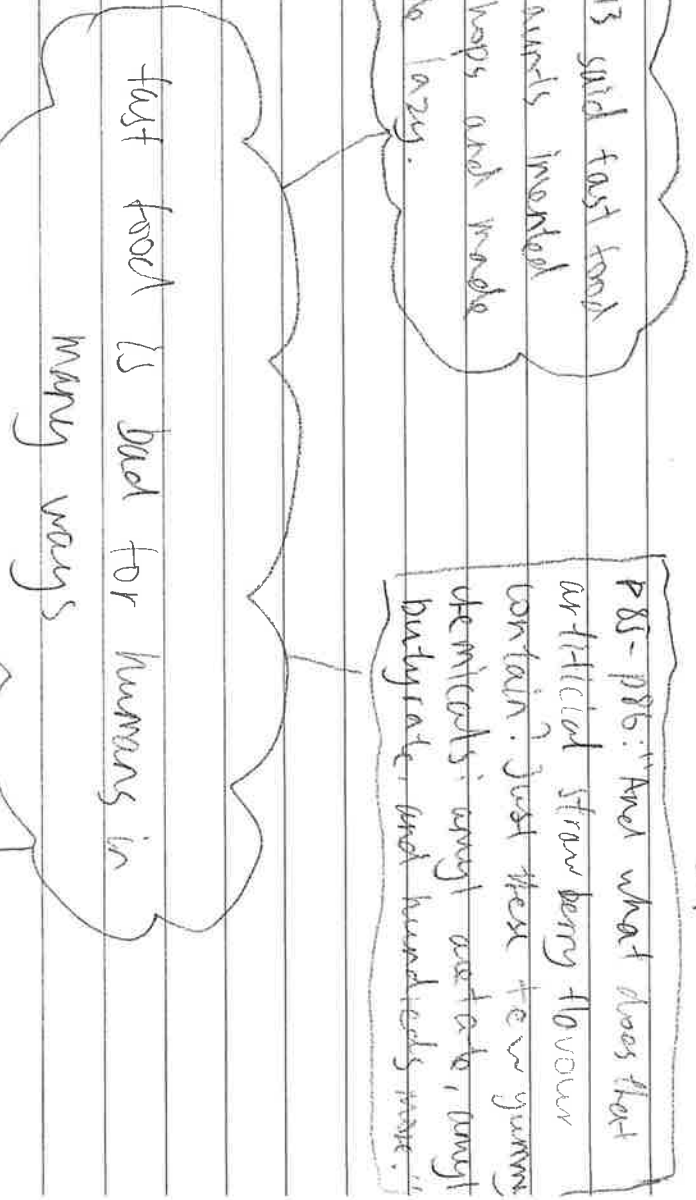 13 said fast food
invented
hops and made
lazy.
p85-p86: "And what does that
artificial strawberry flavour
contain? Just these few yummy
chemicals: amyl acetate, amyl
butyrate, and hundreds more."
fast food is bad for humans in
many ways